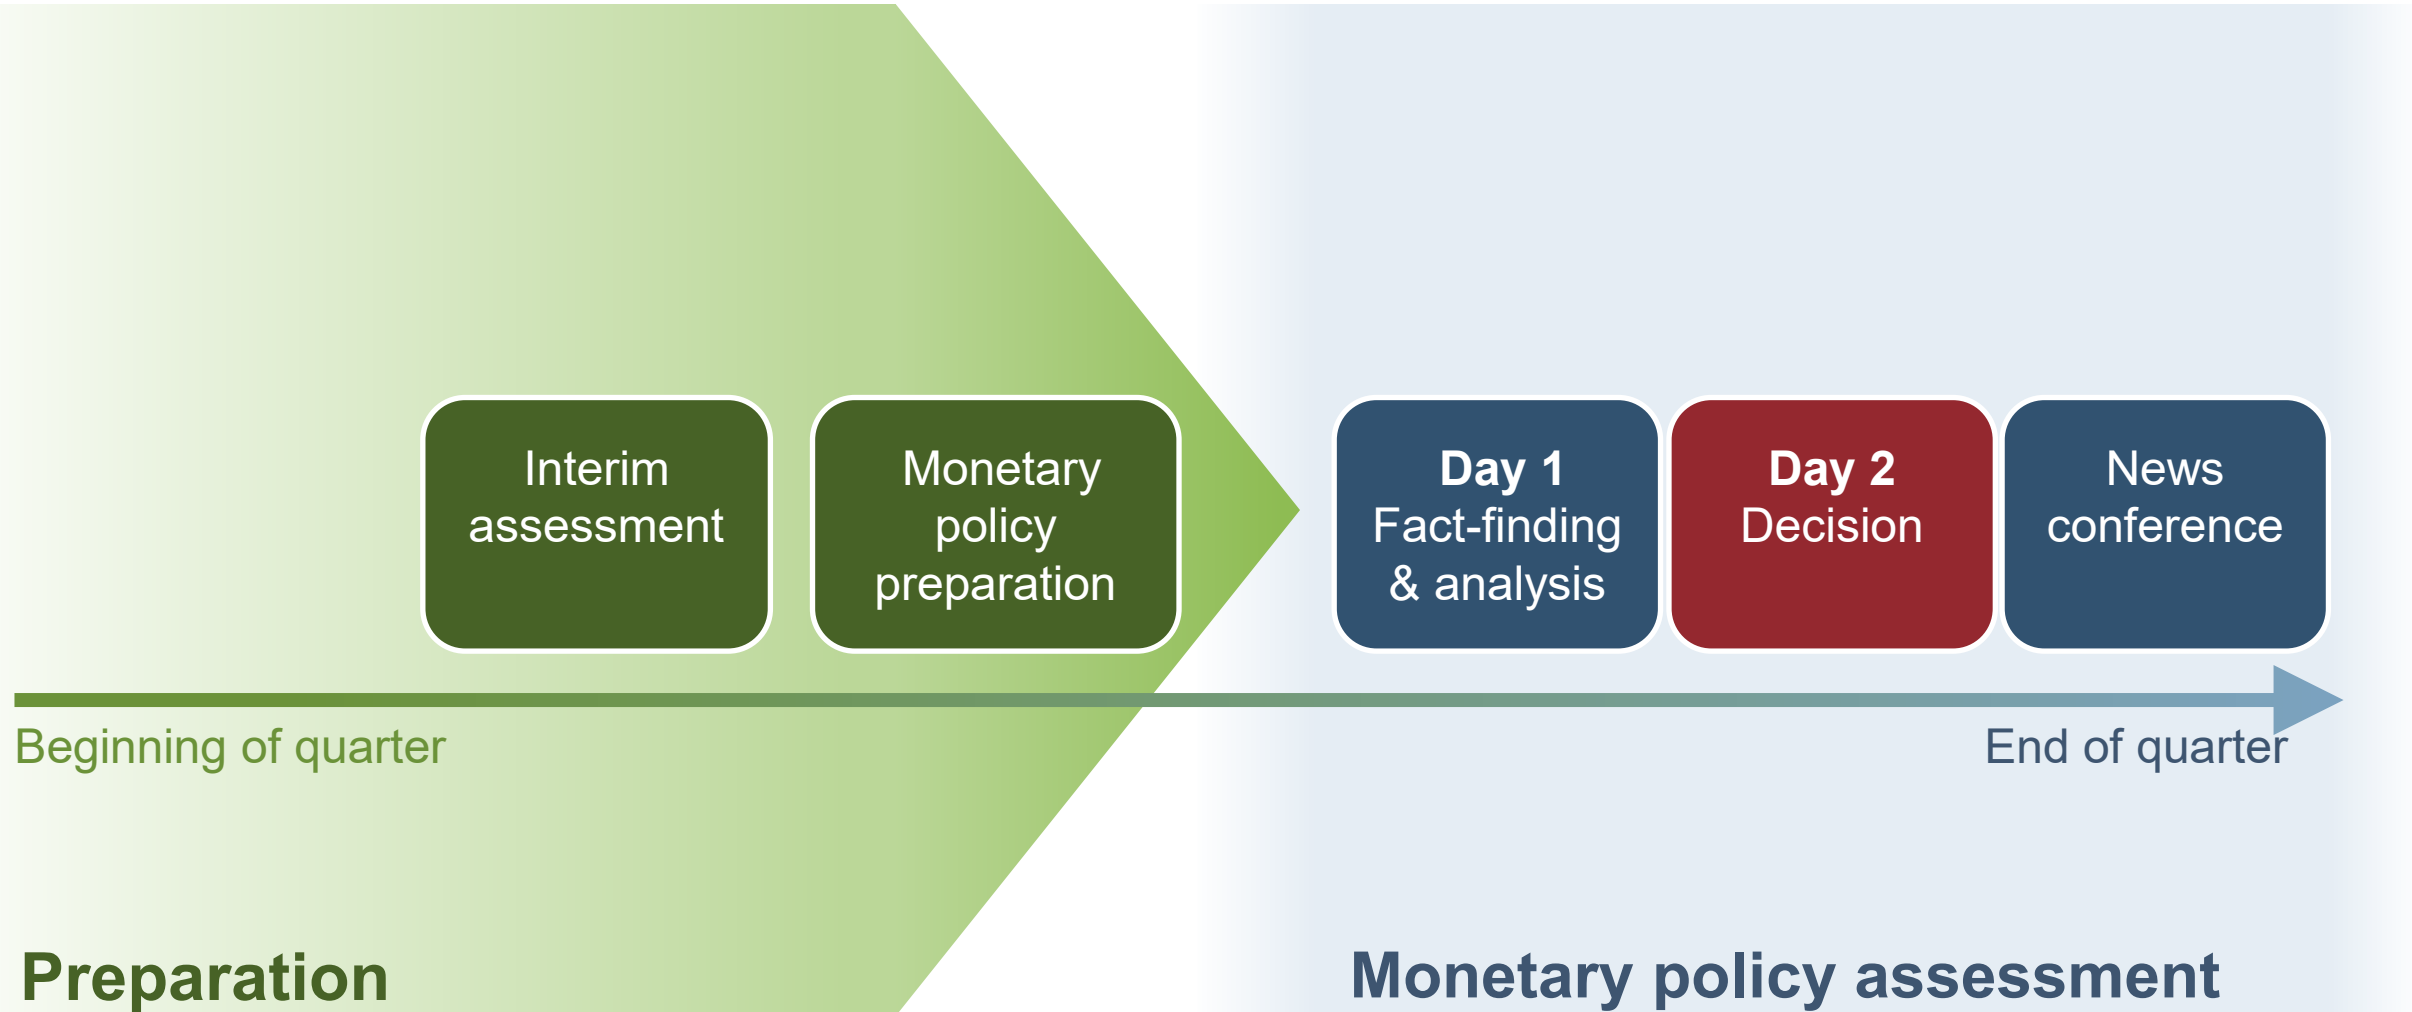 Interim
assessment
Monetary
policy
preparation
Day 1
Fact-finding
& analysis
Day 2
Decision
News
conference
Beginning of quarter
End of quarter
Preparation
Monetary policy assessment